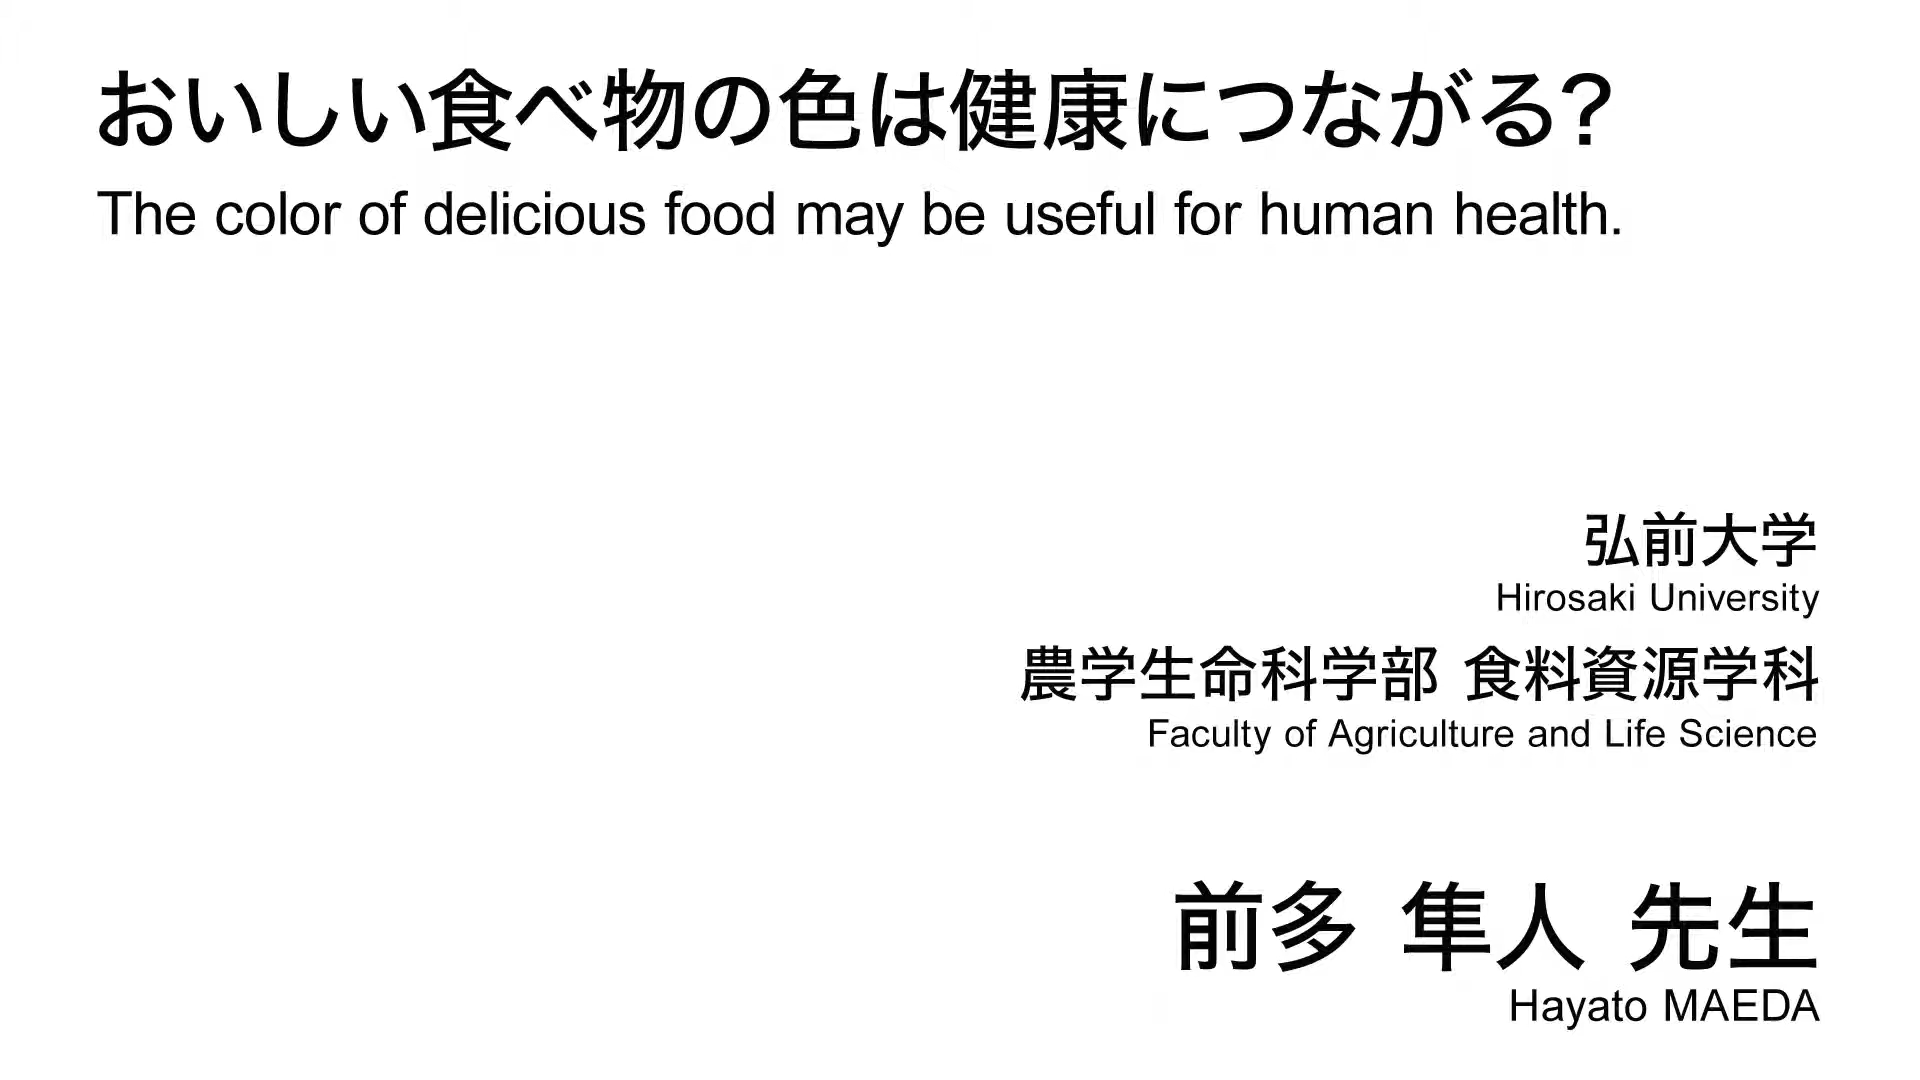 おいしい食べ物の色は健康につながる?
The color of delicious food may be useful for human health.
弘前大学
Hirosaki University
農学生命科学部 食料資源学科
Faculty of Agriculture and Life Science
前多 隼人 先生
Hayato MAEDA